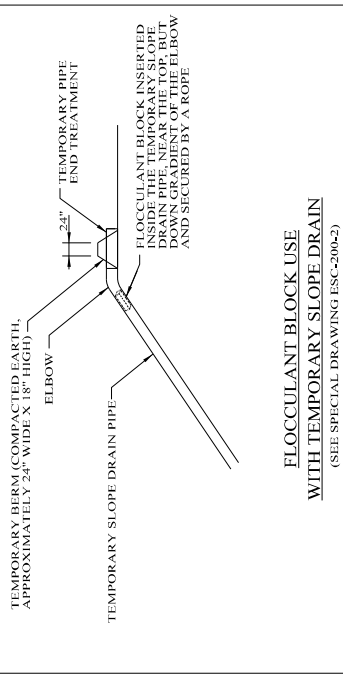 TEMPORARY BERM (COMPACTED EARTH,
APPROXIMATELY 24" WIDE X 18" HIGH)
ELBOW
24"
TEMPORARY PIPE
END TREATMENT
TEMPORARY SLOPE DRAIN PIPE
FLOCCULANT BLOCK INSERTED
INSIDE THE TEMPORARY SLOPE
DRAIN PIPE, NEAR THE TOP, BUT
DOWN GRADIENT OF THE ELBOW
AND SECURED BY A ROPE
FLOCCULANT BLOCK USE
WITH TEMPORARY SLOPE DRAIN
(SEE SPECIAL DRAWING ESC-200-2)